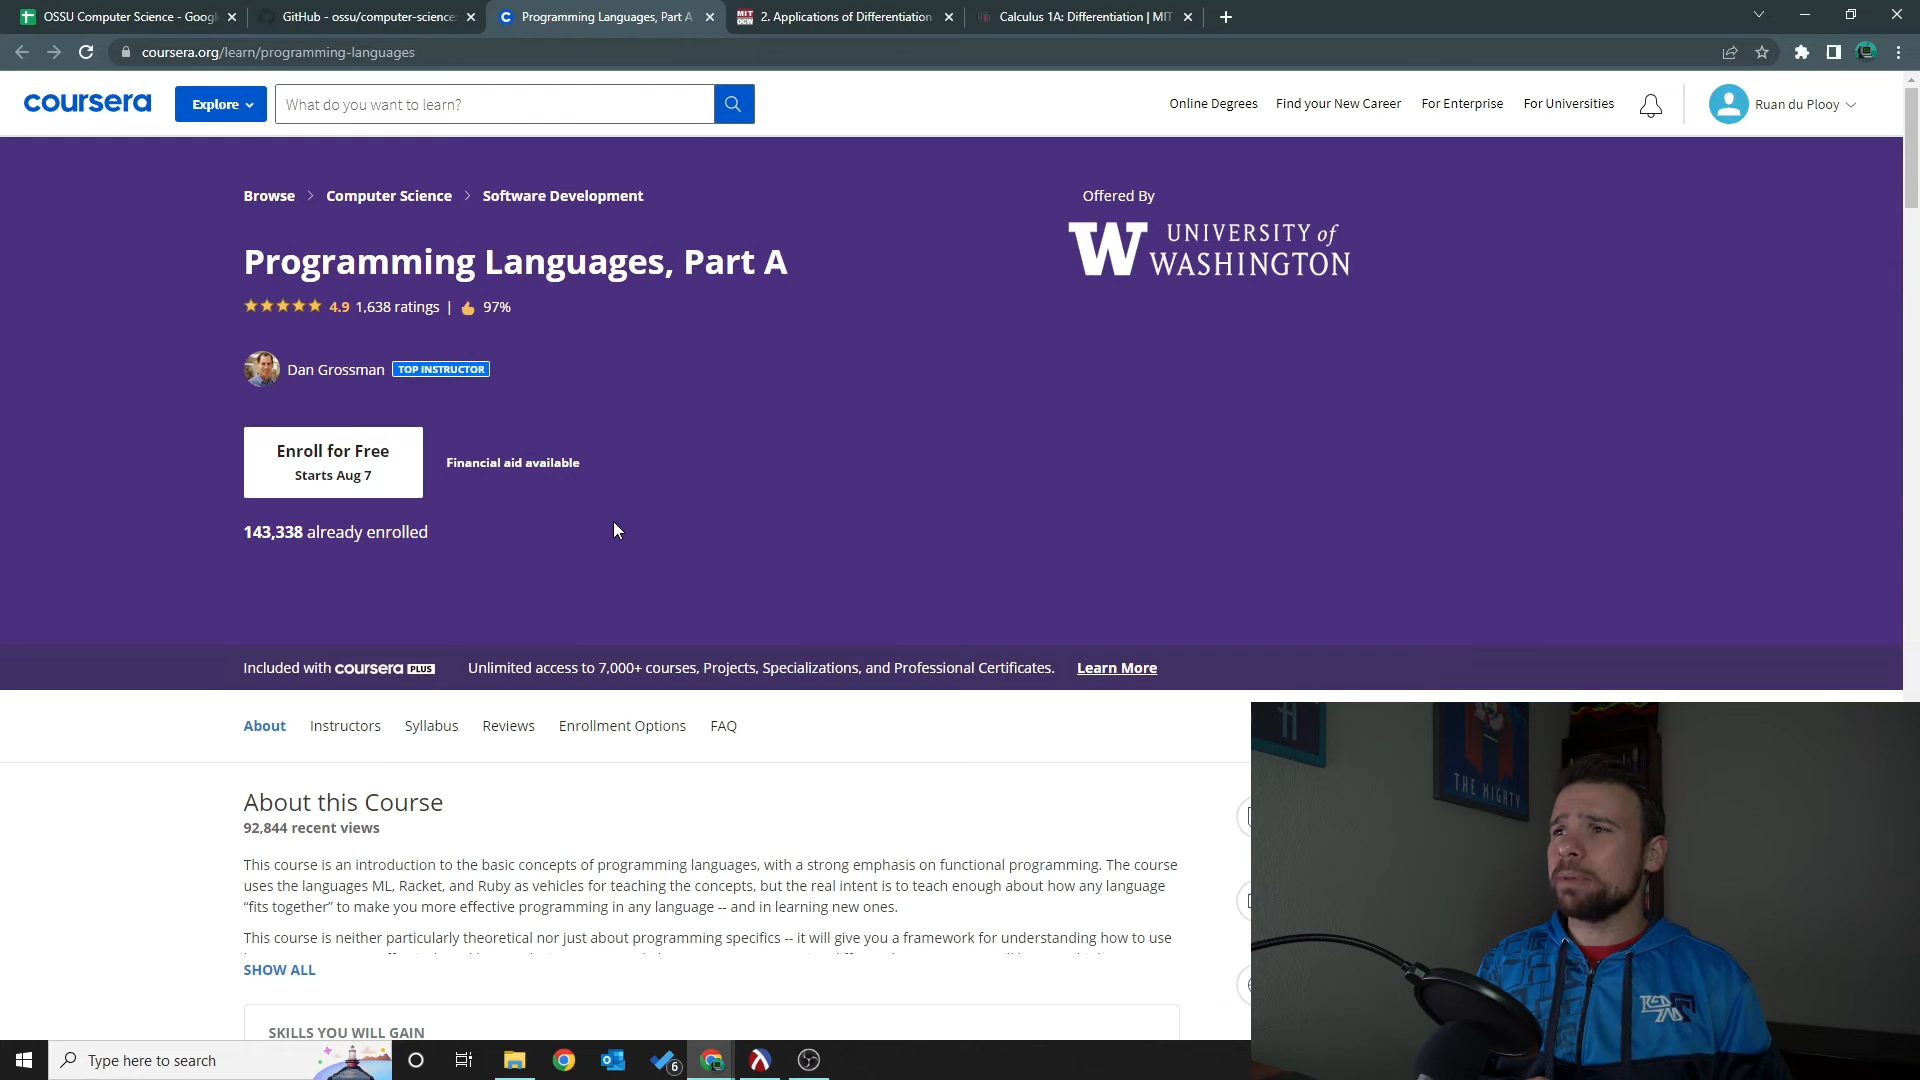 OSSU Computer Science - Googl
GitHub - ossu/computer-science:
Programming Languages, Part A
2. Applications of Differentiation
Calculus 1A: Differentiation | MIT
coursera.org/learn/programming-languages
coursera
Explore
What do you want to learn?
Online Degrees
Find your New Career
For Enterprise
For Universities
Ruan du Plooy
Browse > Computer Science > Software Development
Offered By
UNIVERSITY of
WASHINGTON
Programming Languages, Part A
4.9 1,638 ratings | 97%
Dan Grossman TOP INSTRUCTOR
Enroll for Free
Starts Aug 7
Financial aid available
143,338 already enrolled
Included with coursera PLUS
Unlimited access to 7,000+ courses, Projects, Specializations, and Professional Certificates. Learn More
About Instructors Syllabus Reviews Enrollment Options FAQ
About this Course
92,844 recent views
This course is an introduction to the basic concepts of programming languages, with a strong emphasis on functional programming. The course
uses the languages ML, Racket, and Ruby as vehicles for teaching the concepts, but the real intent is to teach enough about how any language
“fits together” to make you more effective programming in any language -- and in learning new ones.
This course is neither particularly theoretical nor just about programming specifics -- it will give you a framework for understanding how to use
SHOW ALL
SKILLS YOU WILL GAIN
THE MIGHTY
Type here to search
6